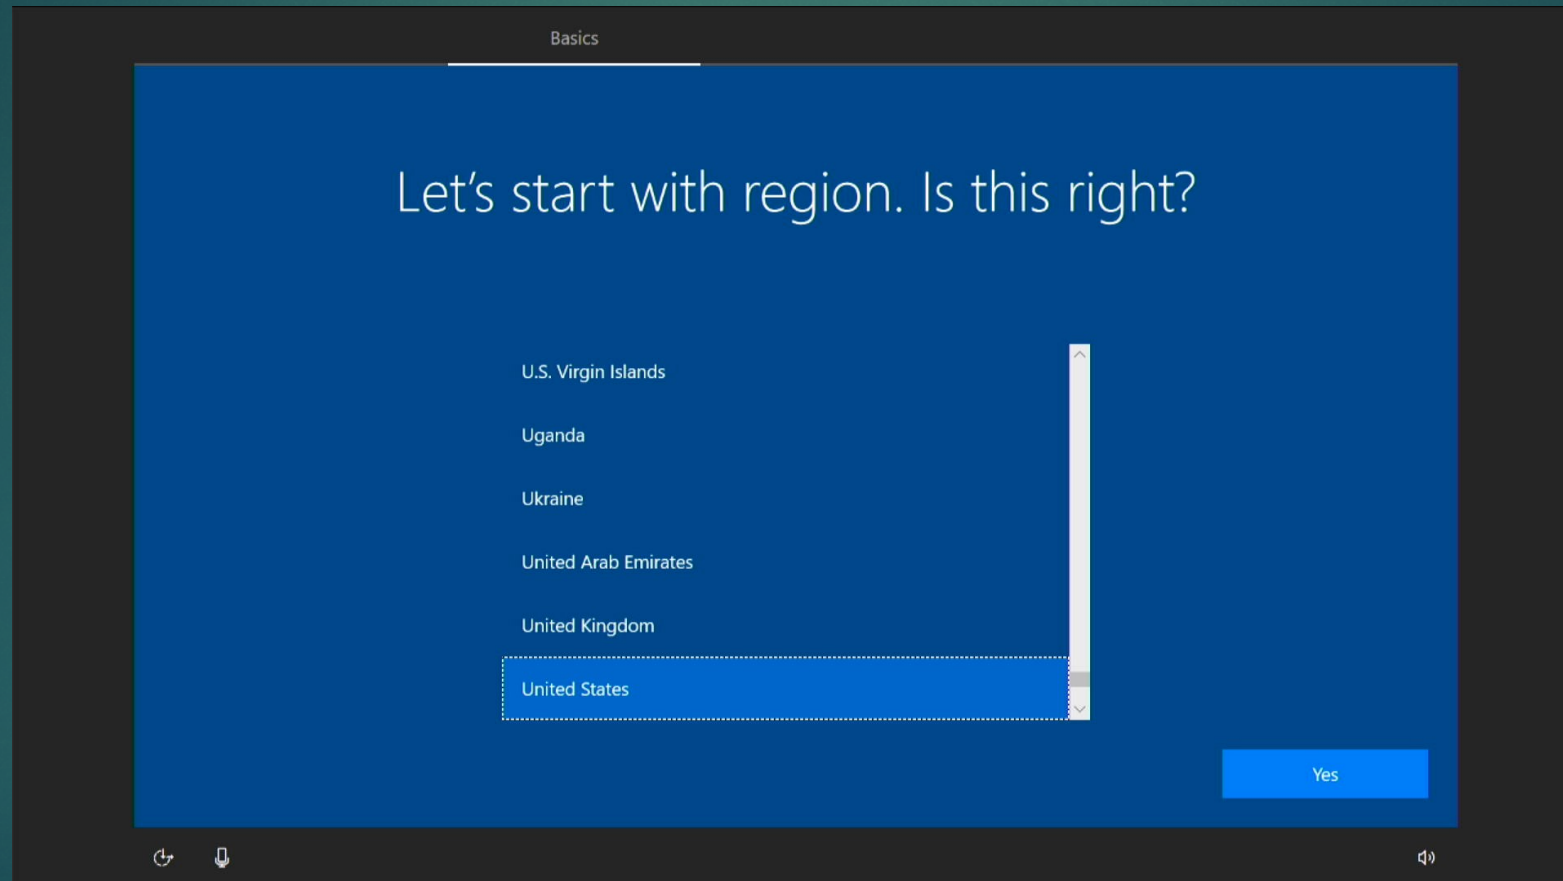 Basics
Let's start with region. Is this right?
U.S. Virgin Islands
Uganda
Ukraine
United Arab Emirates
United Kingdom
United States
Yes